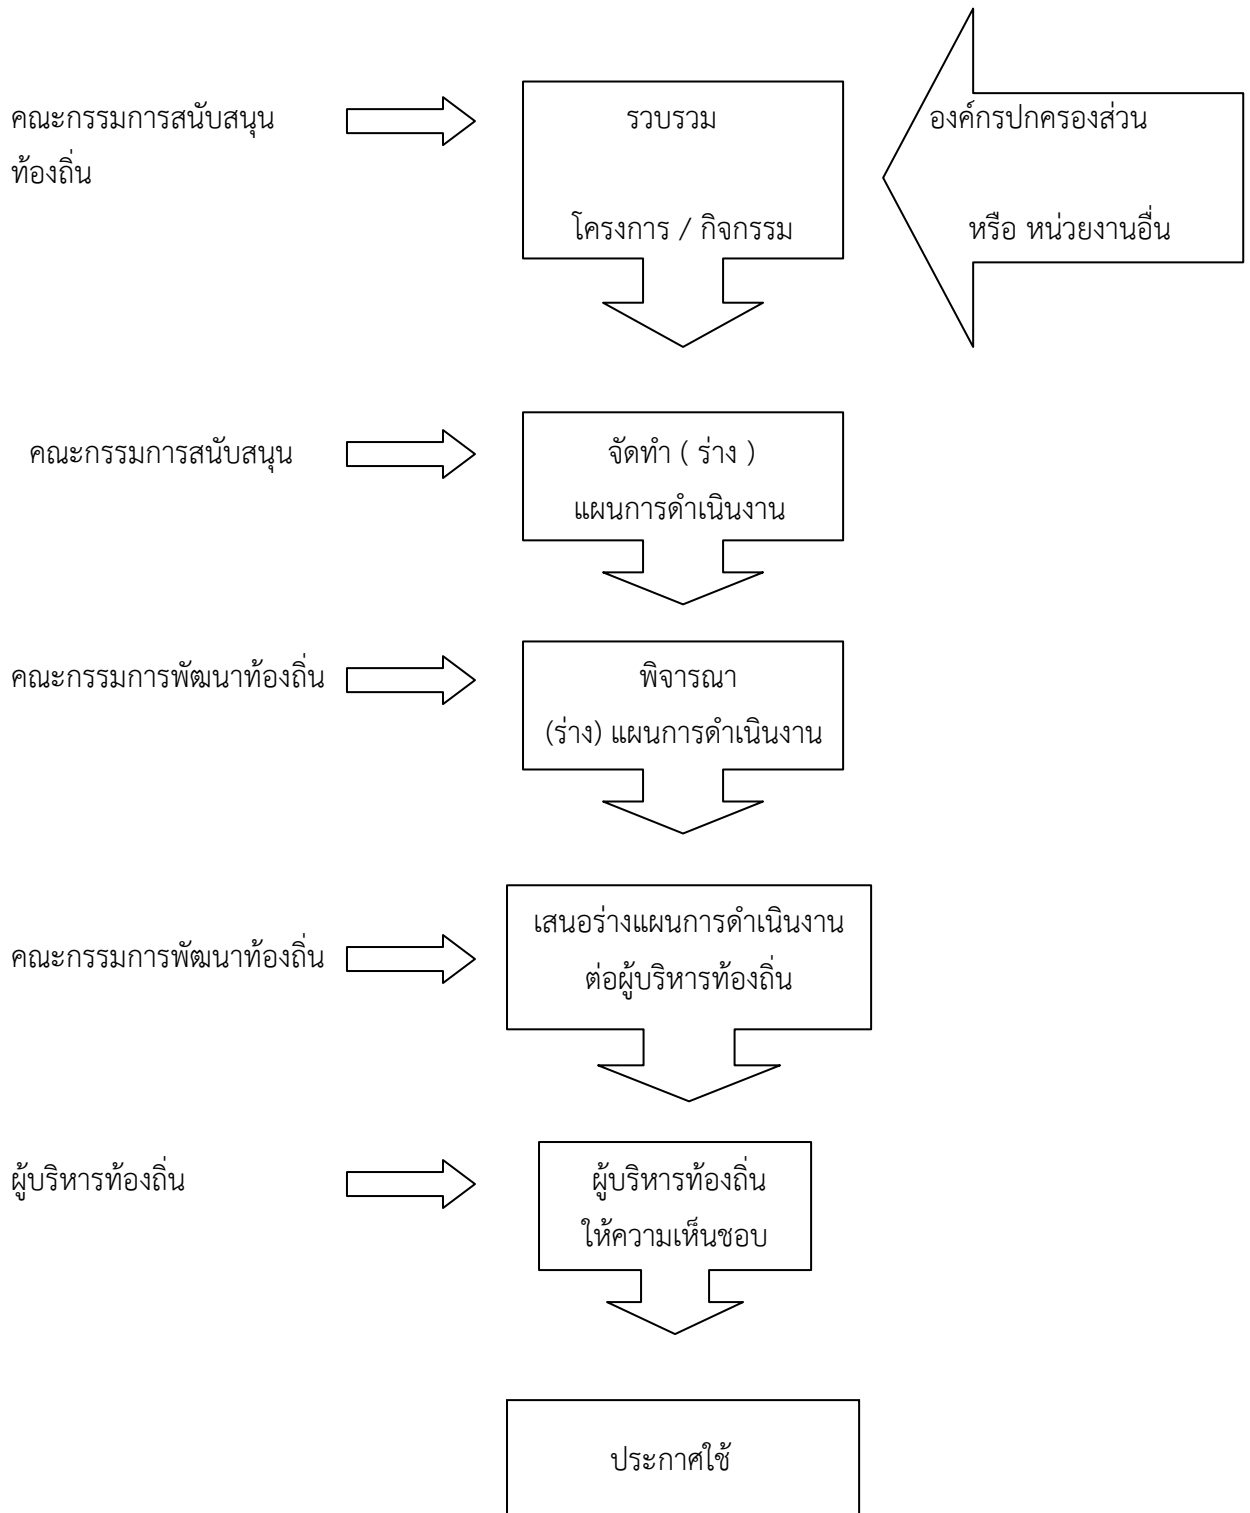 คณะกรรมการสนับสนุน
ท้องถิ่น
รวบรวม
โครงการ / กิจกรรม
องค์กรปกครองส่วน
หรือ หน่วยงานอื่น
คณะกรรมการสนับสนุน
จัดทำ ( ร่าง )
แผนการดำเนินงาน
คณะกรรมการพัฒนาท้องถิ่น
พิจารณา
(ร่าง) แผนการดำเนินงาน
คณะกรรมการพัฒนาท้องถิ่น
เสนอร่างแผนการดำเนินงาน
ต่อผู้บริหารท้องถิ่น
ผู้บริหารท้องถิ่น
ผู้บริหารท้องถิ่น
ให้ความเห็นชอบ
ประกาศใช้